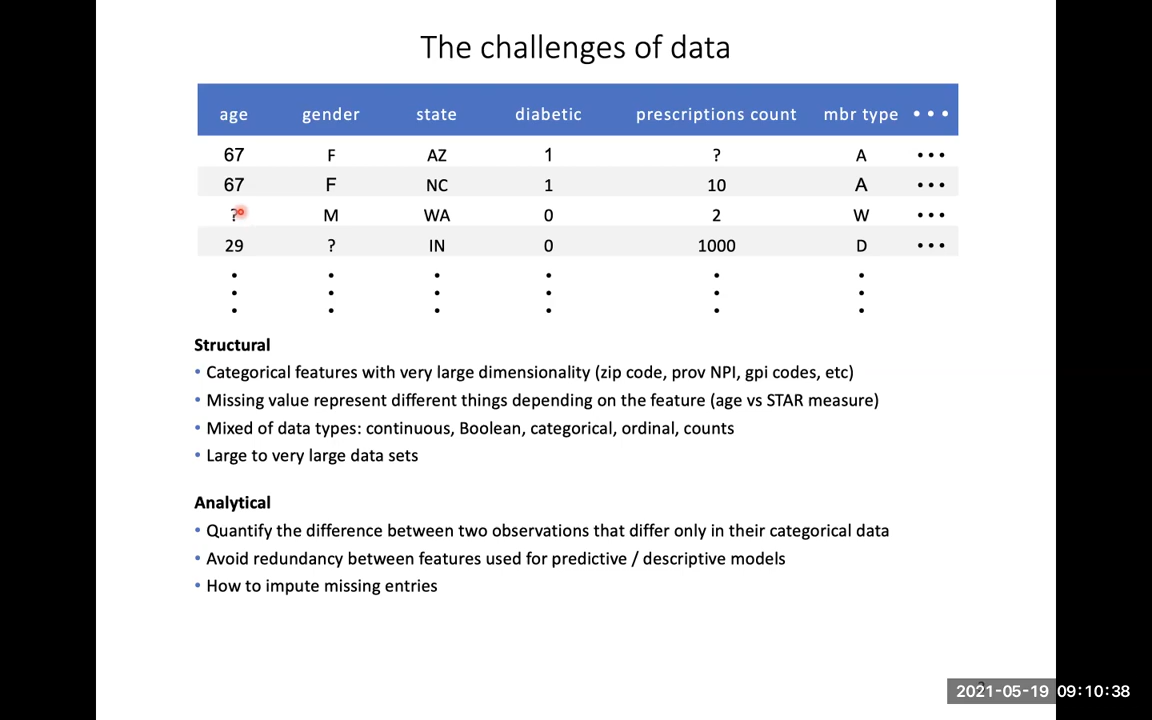 The challenges of data
age gender state diabetic prescriptions count mbr type • • •
67 F AZ 1 ? A •••
67 F NC 1 10 A •••
? M WA 0 2 W •••
29 ? IN 0 1000 D •••
Structural
• Categorical features with very large dimensionality (zip code, prov NPI, gpi codes, etc)
• Missing value represent different things depending on the feature (age vs STAR measure)
• Mixed of data types: continuous, Boolean, categorical, ordinal, counts
• Large to very large data sets
Analytical
• Quantify the difference between two observations that differ only in their categorical data
• Avoid redundancy between features used for predictive / descriptive models
• How to impute missing entries
2021-05-19 09:10:38